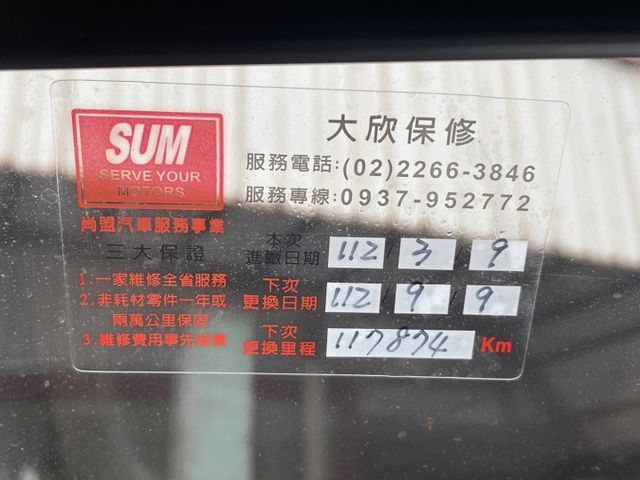 SUM
SERVE YOUR
MOTORS
大欣保修
服務電話:(02)2266-3846
服務專線:0937-952772
尚盟汽車服務事業
三大保證
1.一家維修全省服務
2.非耗材零件一年或
兩萬公里保固
3.維修費用事先報價
本次
進廠日期 112 / 3 / 9
下次
更換日期 112 / 9 / 9
下次
更換里程 117874 Km